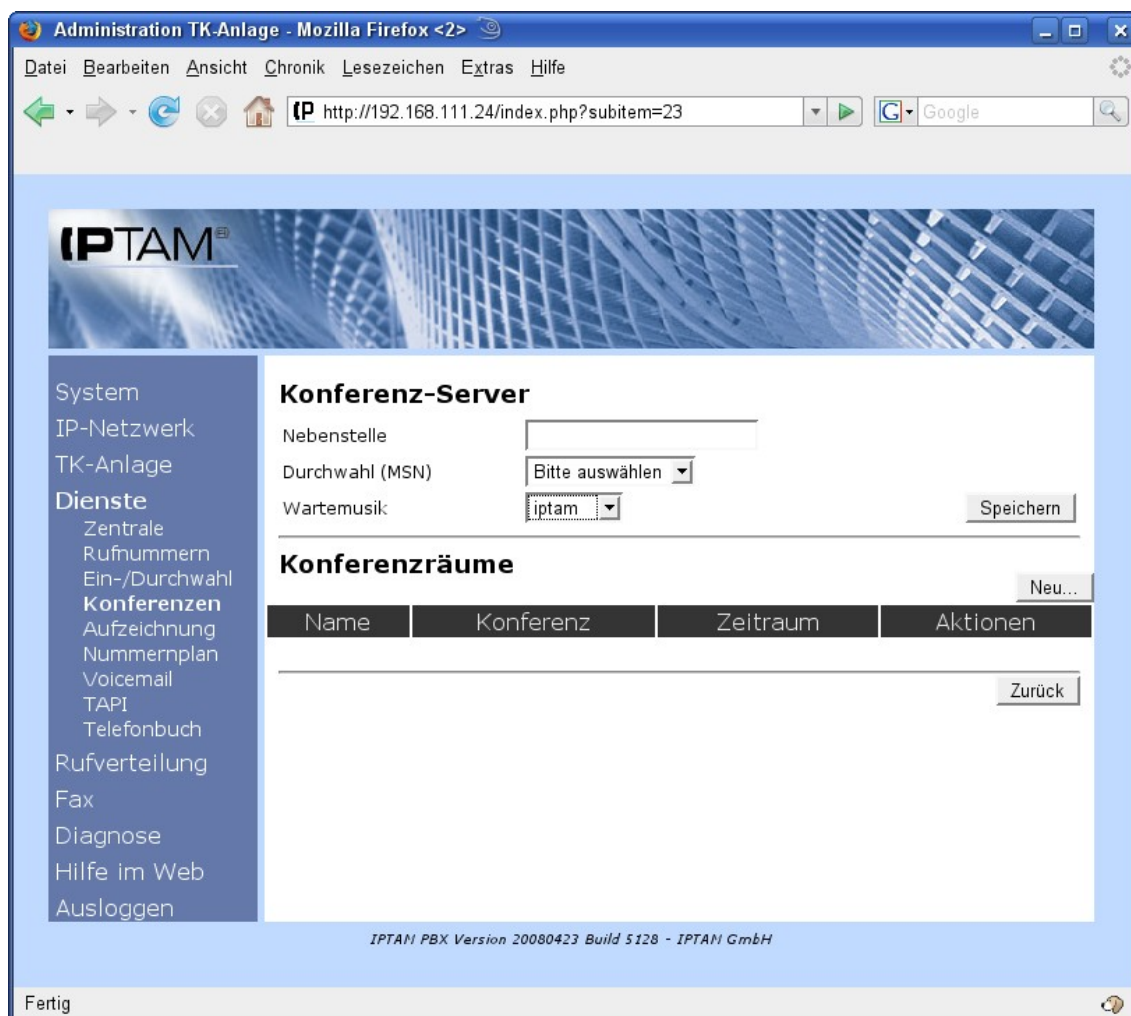 Administration TK-Anlage - Mozilla Firefox <2>
Datei Bearbeiten Ansicht Chronik Lesezeichen Extras Hilfe
http://192.168.111.24/index.php?subitem=23
G Google
(PTAM®
System
IP-Netzwerk
TK-Anlage
Dienste
Zentrale
Rufnummern
Ein-/Durchwahl
Konferenzen
Aufzeichnung
Nummernplan
Voicemail
TAPI
Telefonbuch
Rufverteilung
Fax
Diagnose
Hilfe im Web
Ausloggen
Konferenz-Server
Nebenstelle
Durchwahl (MSN) Bitte auswählen
Wartemusik iptam Speichern
Konferenzräume
Neu...
Name Konferenz Zeitraum Aktionen
Zurück
IPTAM PBX Version 20080423 Build 5128 - IPTAM GmbH
Fertig